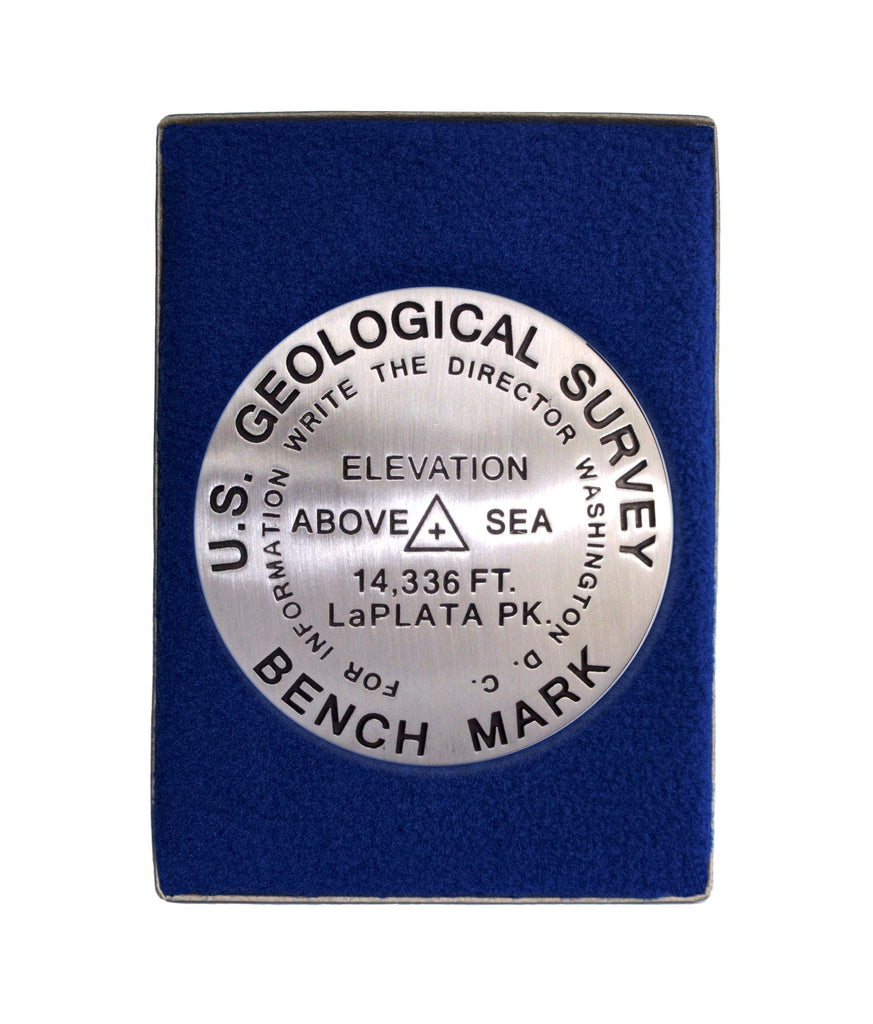 U.S. GEOLOGICAL SURVEY
FOR INFORMATION WRITE THE DIRECTOR WASHINGTON D. C.
ELEVATION
ABOVE + SEA
14,336 FT.
LaPLATA PK.
BENCH MARK